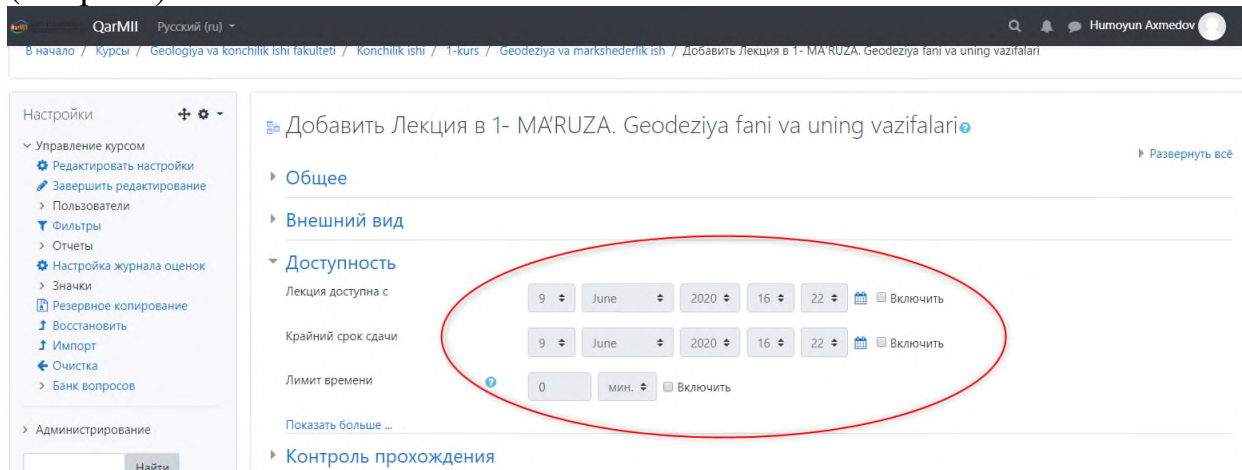 QarMII Русский (ru) Humoyun Axmedov
В начало / Курсы / Geologiya va konchilik ishi fakulteti / Konchilik ishi / 1-kurs / Geodeziya va markshederlik ish / Добавить Лекция в 1- MA'RUZA. Geodeziya fani va uning vazifalari
Настройки
Управление курсом
Редактировать настройки
Завершить редактирование
Пользователи
Фильтры
Отчеты
Настройка журнала оценок
Значки
Резервное копирование
Восстановить
Импорт
Очистка
Банк вопросов
Администрирование
Найти
Добавить Лекция в 1- MA'RUZA. Geodeziya fani va uning vazifalari
Развернуть всё
Общее
Внешний вид
Доступность
Лекция доступна с 9 June 2020 16 22 Включить
Крайний срок сдачи 9 June 2020 16 22 Включить
Лимит времени 0 мин. Включить
Показать больше ...
Контроль прохождения